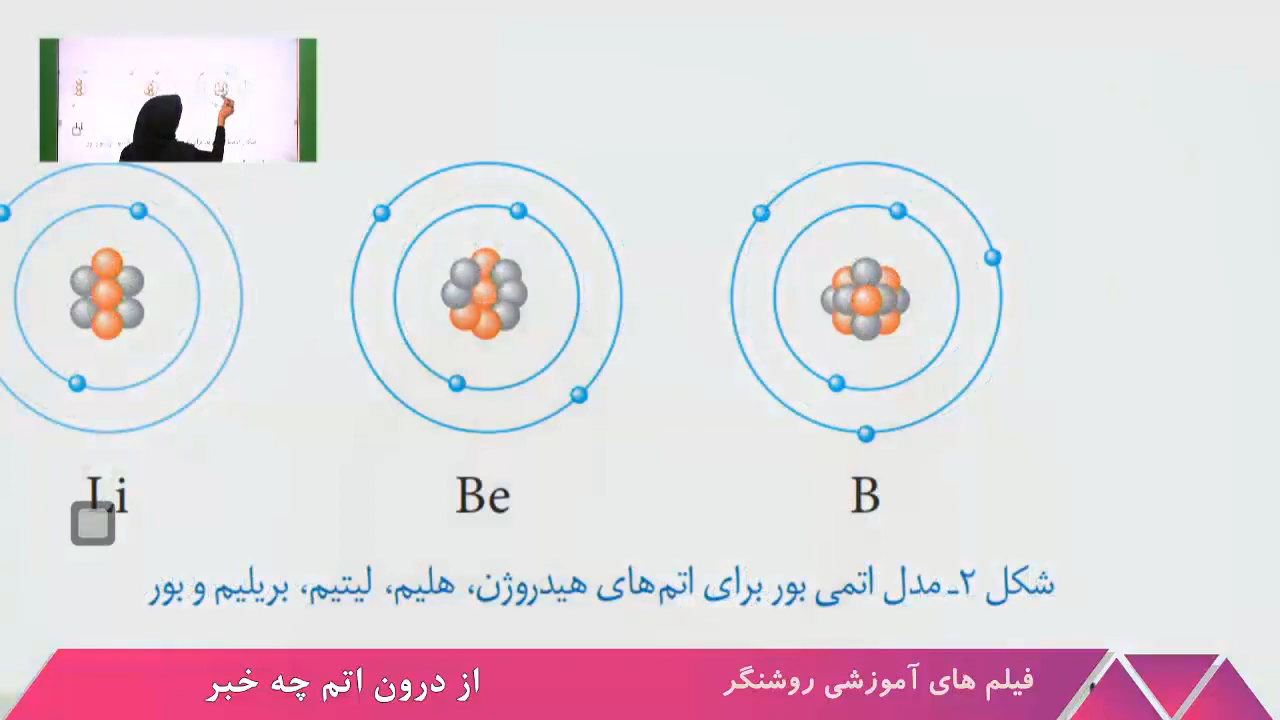 Li
Be
B
شکل ۲ـ مدل اتمی بور برای اتم‌های هیدروژن، هلیم، لیتیم، بریلیم و بور
فیلم های آموزشی روشنگر
از درون اتم چه خبر